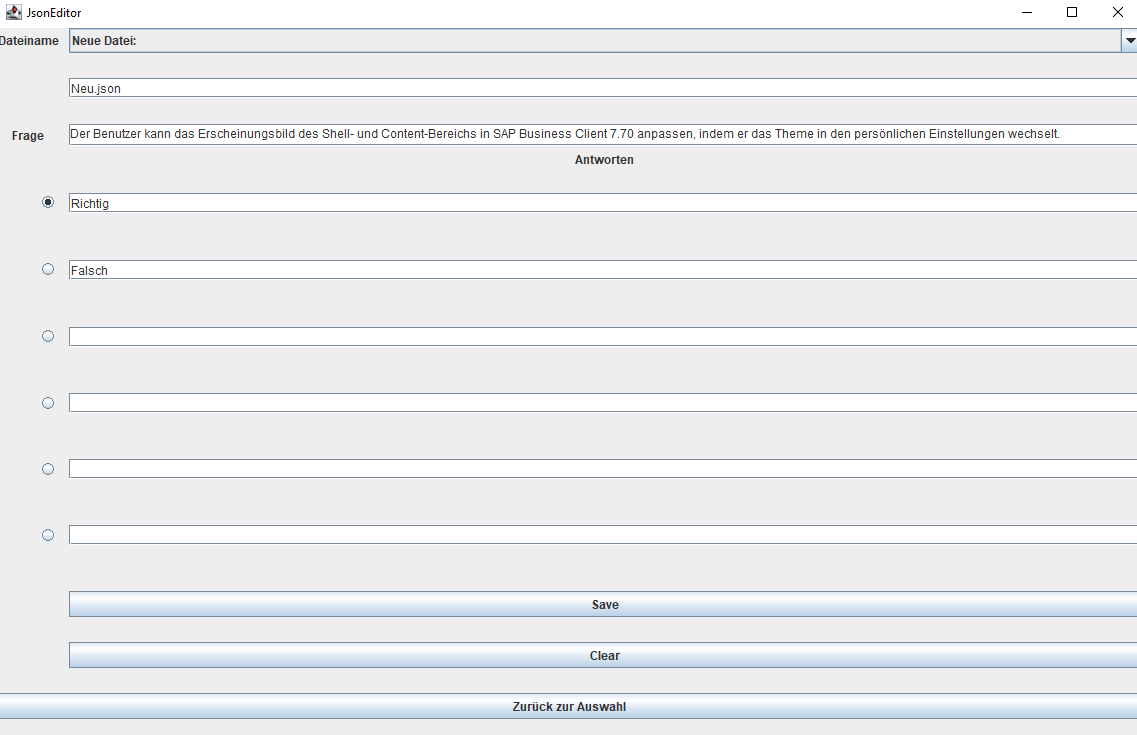 JsonEditor
Dateiname Neue Datei:
Neu.json
Frage Der Benutzer kann das Erscheinungsbild des Shell- und Content-Bereichs in SAP Business Client 7.70 anpassen, indem er das Theme in den persönlichen Einstellungen wechselt.
Antworten
Richtig
Falsch
Save
Clear
Zurück zur Auswahl